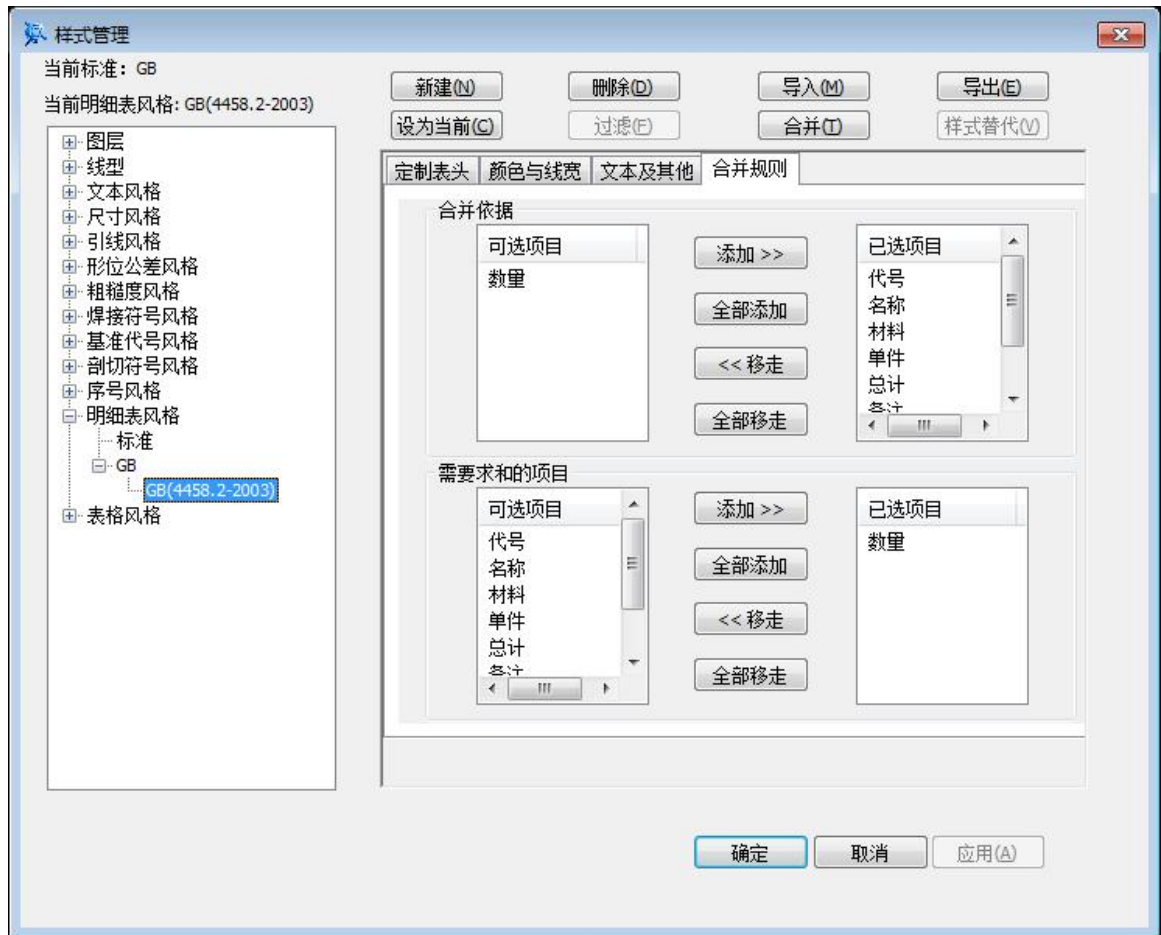 样式管理
当前标准: GB
当前明细表风格: GB(4458.2-2003)
新建(N) 删除(D) 导入(M) 导出(E)
设为当前(C) 过滤(F) 合并(T) 样式替代(V)
图层
线型
文本风格
尺寸风格
引线风格
形位公差风格
粗糙度风格
焊接符号风格
基准代号风格
剖切符号风格
序号风格
明细表风格
标准
GB
GB(4458.2-2003)
表格风格
定制表头 颜色与线宽 文本及其他 合并规则
合并依据
可选项目
数量
添加 >>
全部添加
<< 移走
全部移走
已选项目
代号
名称
材料
单件
总计
备注
需要求和的项目
可选项目
代号
名称
材料
单件
总计
备注
添加 >>
全部添加
<< 移走
全部移走
已选项目
数量
确定 取消 应用(A)